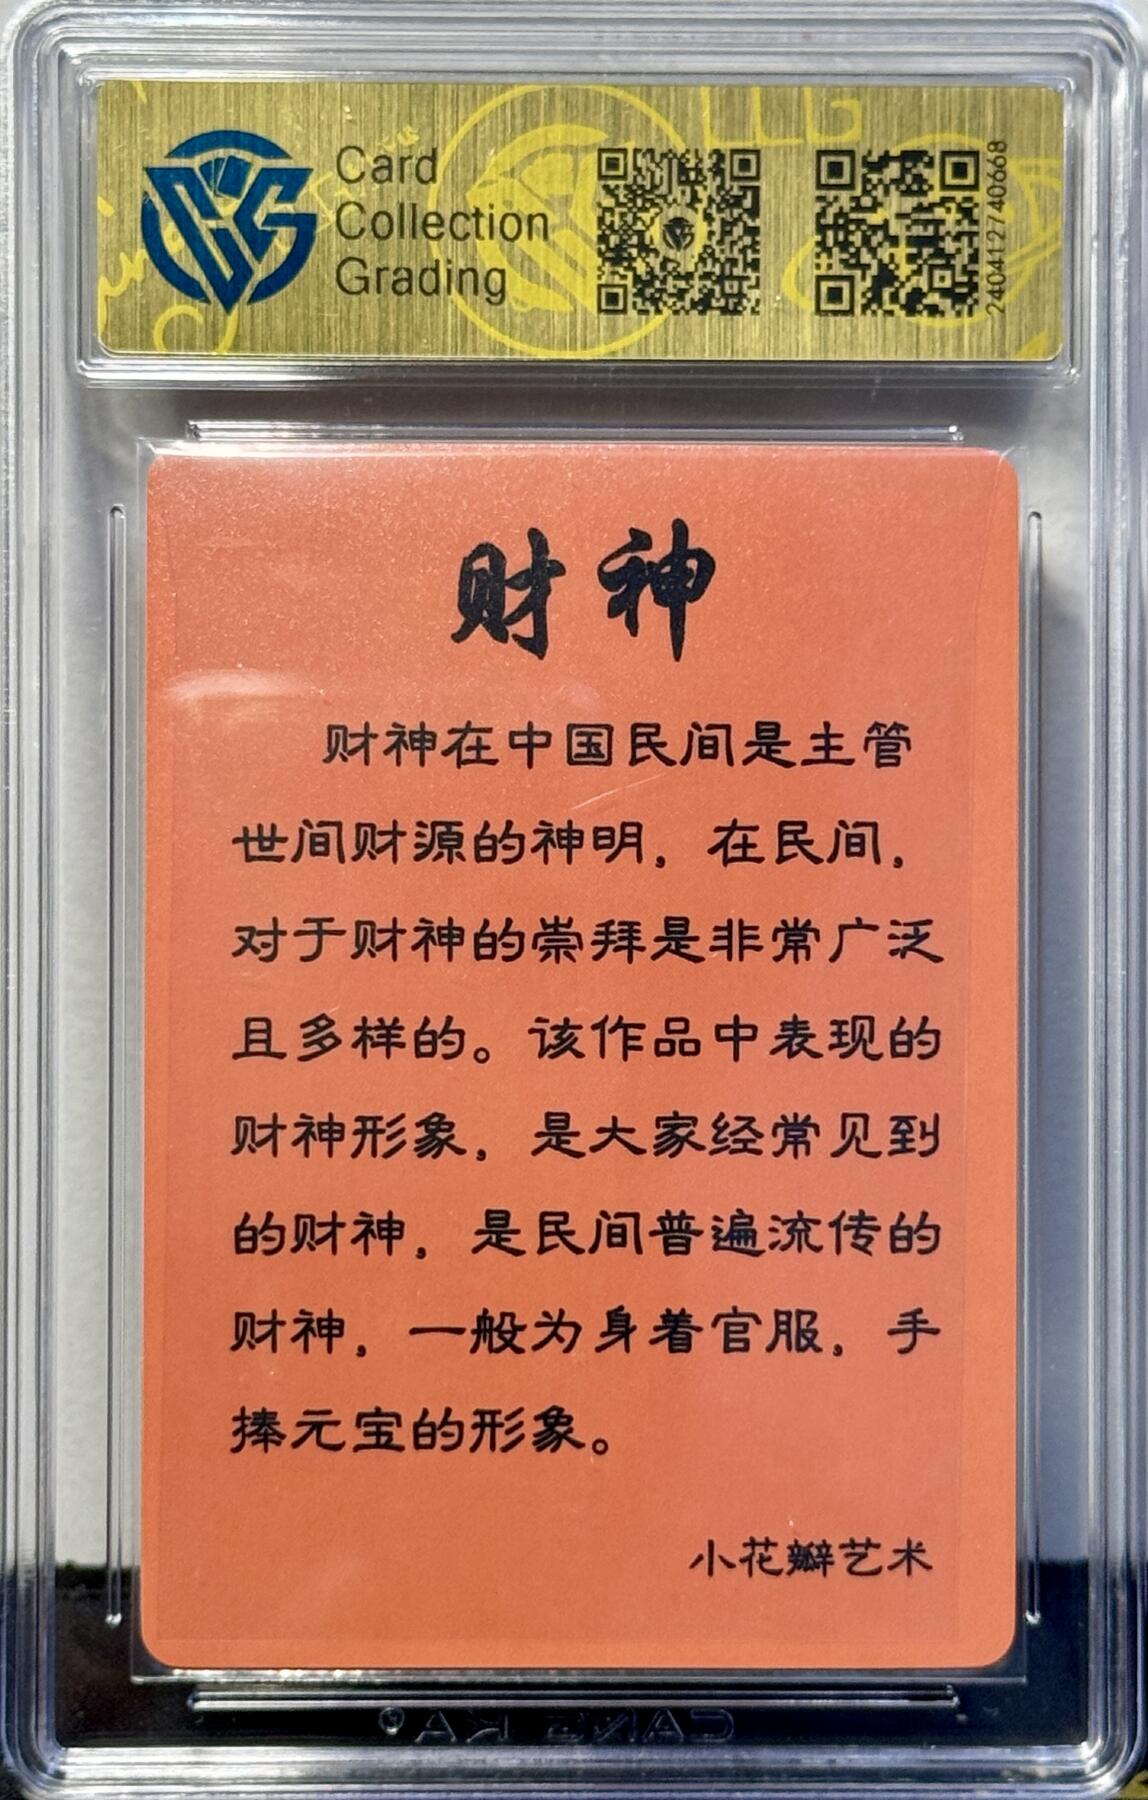 Card
Collection
Grading
240412740668
财神
财神在中国民间是主管
世间财源的神明，在民间，
对于财神的崇拜是非常广泛
且多样的。该作品中表现的
财神形象，是大家经常见到
的财神，是民间普遍流传的
财神，一般为身着官服，手
捧元宝的形象。
小花瓣艺术